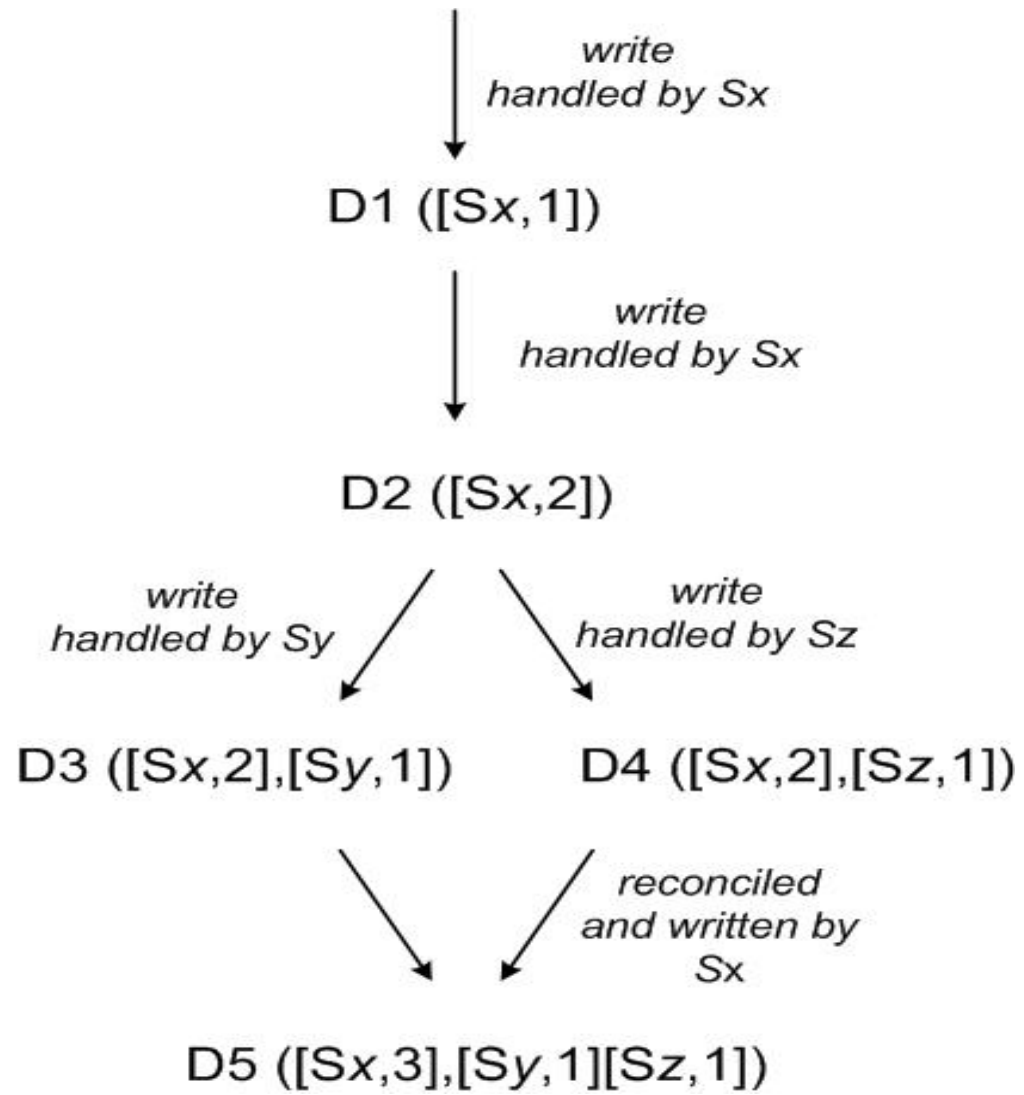 write
handled by Sx
D1 ([Sx,1])
write
handled by Sx
D2 ([Sx,2])
write
handled by Sy
write
handled by Sz
D3 ([Sx,2],[Sy,1])
D4 ([Sx,2],[Sz,1])
reconciled
and written by
Sx
D5 ([Sx,3],[Sy,1][Sz,1])